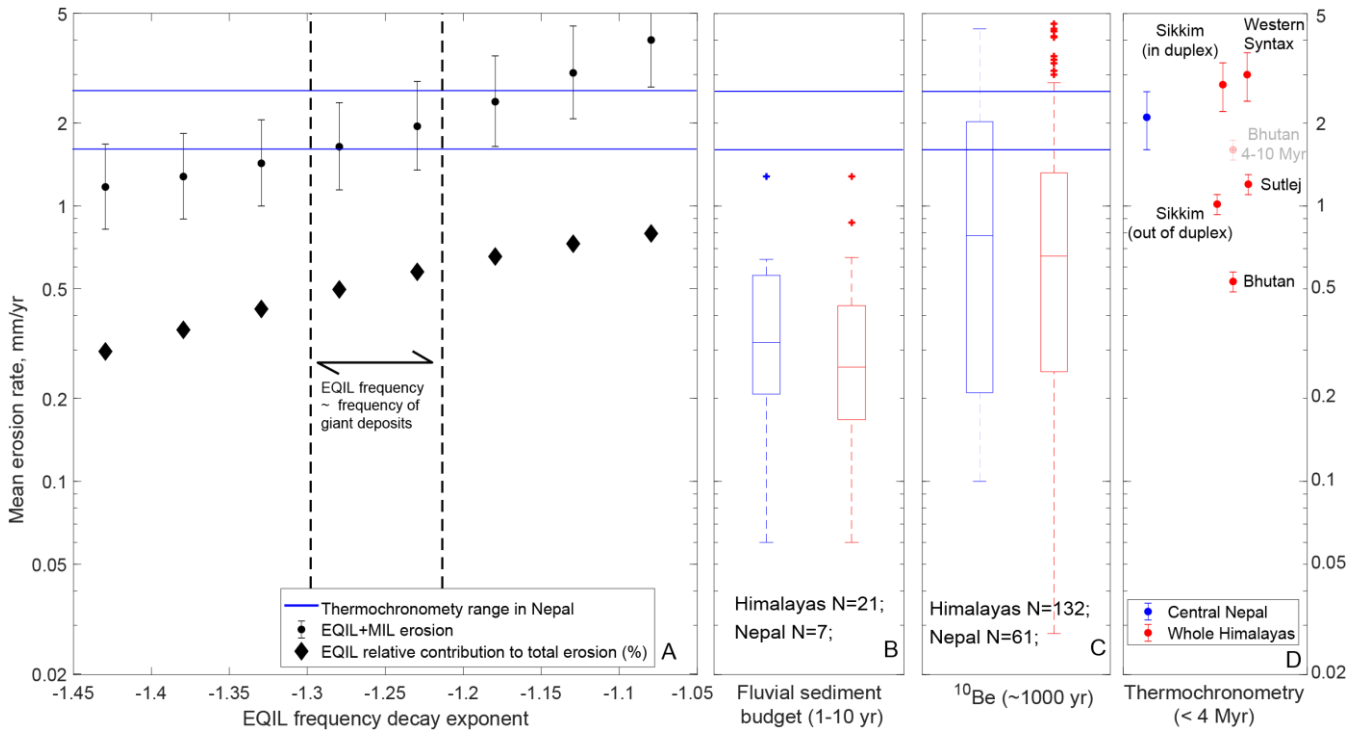 Mean erosion rate, mm/yr
5
2
1
0.5
0.2
0.1
0.05
0.02
-1.45
-1.4
-1.35
-1.3
-1.25
-1.2
-1.15
-1.1
-1.05
EQIL frequency decay exponent
EQIL frequency
~ frequency of
giant deposits
Thermochronomety range in Nepal
EQIL+MIL erosion
EQIL relative contribution to total erosion (%)
A
Himalayas N=21;
Nepal N=7;
B
Fluvial sediment
budget (1-10 yr)
Himalayas N=132;
Nepal N=61;
C
10Be (~1000 yr)
Sikkim
(in duplex)
Western
Syntax
Bhutan
4-10 Myr
Sutlej
Sikkim
(out of duplex)
Bhutan
Central Nepal
Whole Himalayas
D
Thermochronometry
(< 4 Myr)
5
2
1
0.5
0.2
0.1
0.05
0.02